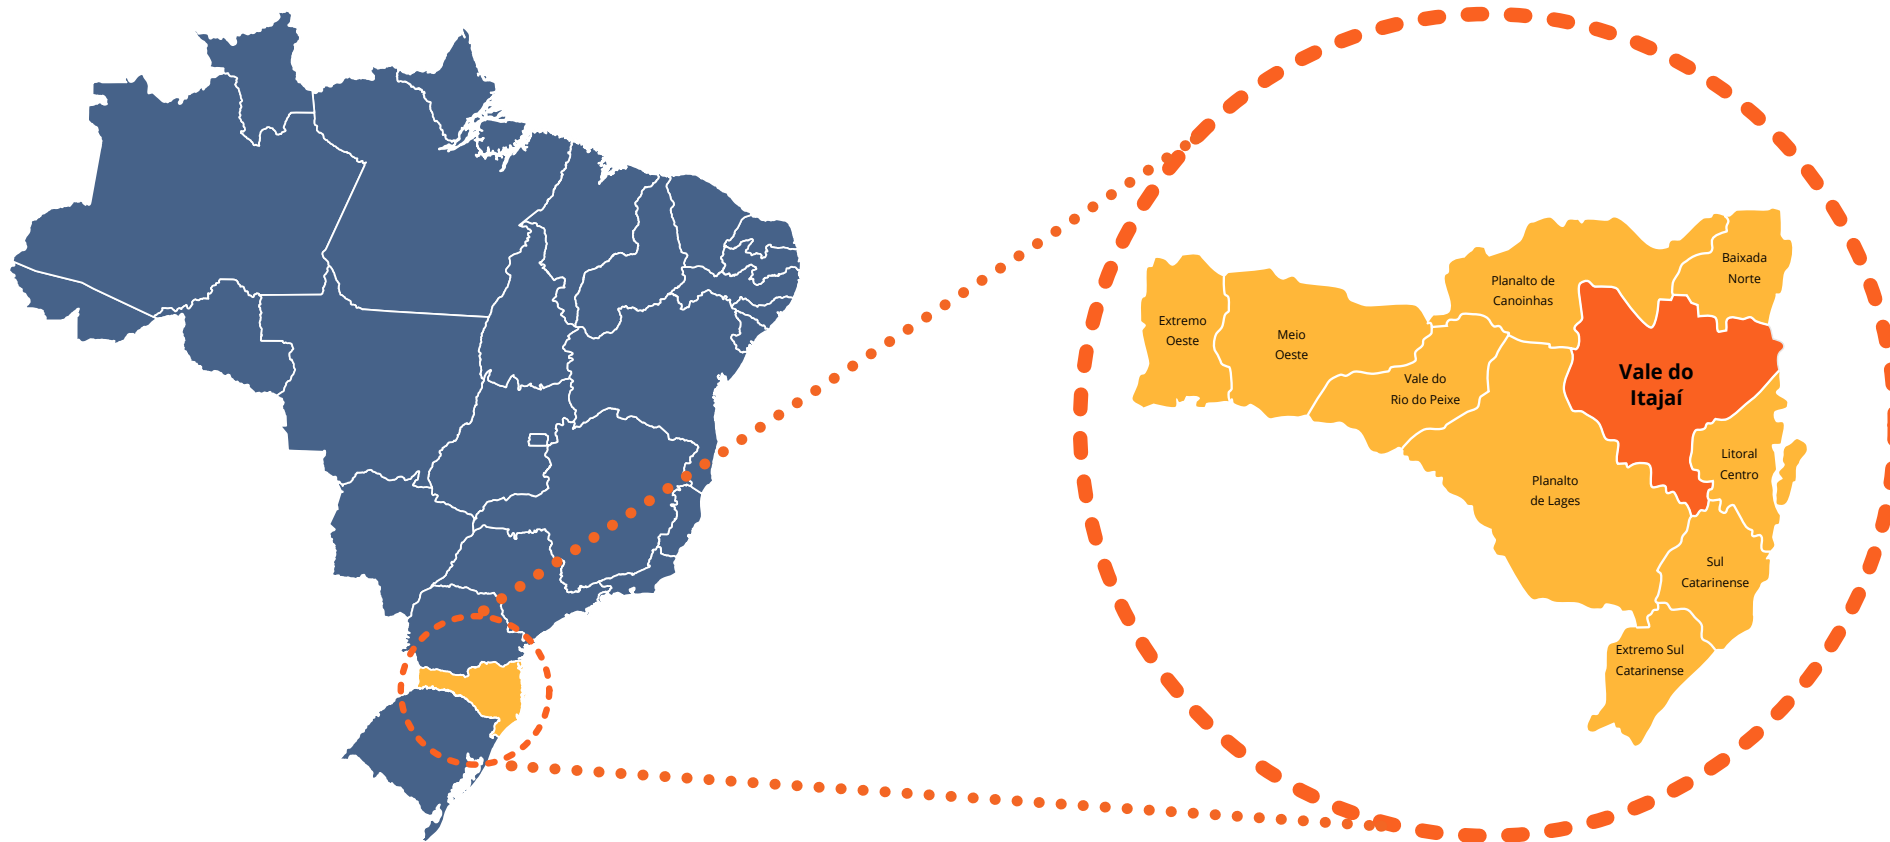 Baixada
Norte
Planalto de
Canoinhas
Extremo
Oeste
Meio
Oeste
Vale do
Rio do Peixe
Vale do
Itajaí
Litoral
Centro
Planalto
de Lages
Sul
Catarinense
Extremo Sul
Catarinense